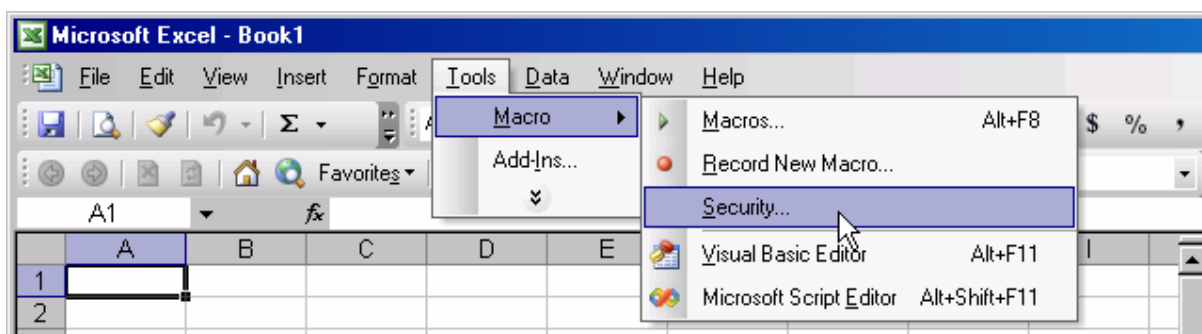 Microsoft Excel - Book1
File Edit View Insert Format Tools Data Window Help
Σ $ % ,
Macro
Add-Ins...
Macros... Alt+F8
Record New Macro...
Security...
Visual Basic Editor Alt+F11
Microsoft Script Editor Alt+Shift+F11
Favorites
A1 fx
A B C D E I
1
2